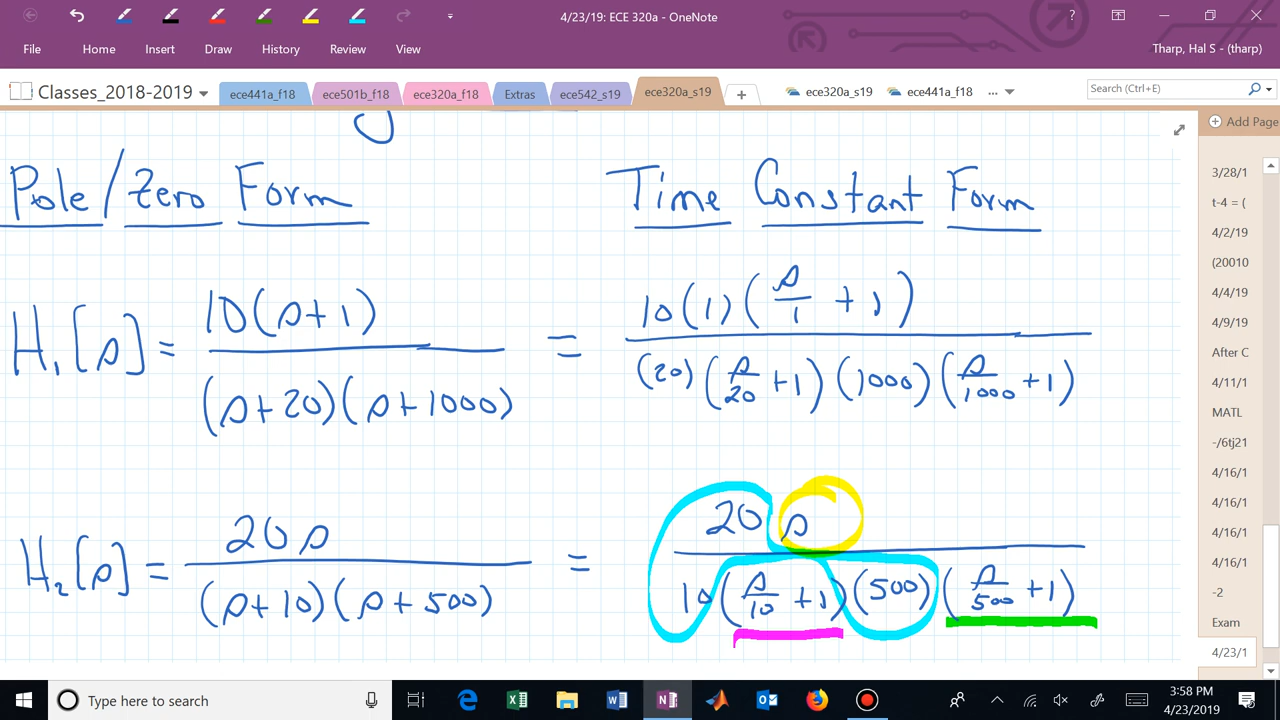 4/23/19: ECE 320a - OneNote
?
File Home Insert Draw History Review View
Tharp, Hal S - (tharp)
Classes_2018-2019 ece441a_f18 ece501b_f18 ece320a_f18 Extras ece542_s19 ece320a_s19 + ece320a_s19 ece441a_f18 ...
Search (Ctrl+E)
Add Page
Pole/Zero Form
Time Constant Form
H₁[s] = 10(s+1) / (s+20)(s+1000) = 10(1)(s/1 + 1) / (20)(s/20 + 1)(1000)(s/1000 + 1)
H₂[s] = 20s / (s+10)(s+500) = 20 s / 10(s/10 + 1)(500)(s/500 + 1)
3/28/1
t-4 = (
4/2/19
(20010
4/4/19
4/9/19
After C
4/11/1
MATL
-/6tj21
4/16/1
4/16/1
4/16/1
4/16/1
-2
Exam
4/23/1
Type here to search
3:58 PM
4/23/2019